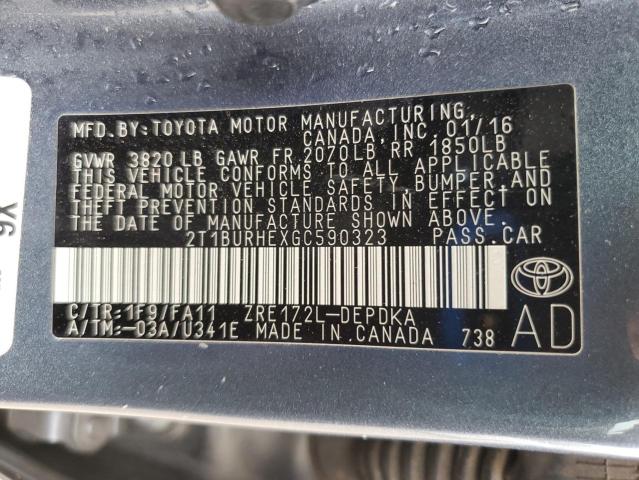 MFD.BY:TOYOTA MOTOR MANUFACTURING,
CANADA, INC. 01/16
GVWR 3820LB GAWR FR.2070LB RR 1850LB
THIS VEHICLE CONFORMS TO ALL APPLICABLE
FEDERAL MOTOR VEHICLE SAFETY, BUMPER, AND
THEFT PREVENTION STANDARDS IN EFFECT ON
THE DATE OF MANUFACTURE SHOWN ABOVE.
2T1BURHEXGC590323 PASS.CAR
C/TR:1F9/FA11 ZRE172L-DEPDKA
A/TM:-03A/U341E MADE IN CANADA 738
AD
9X